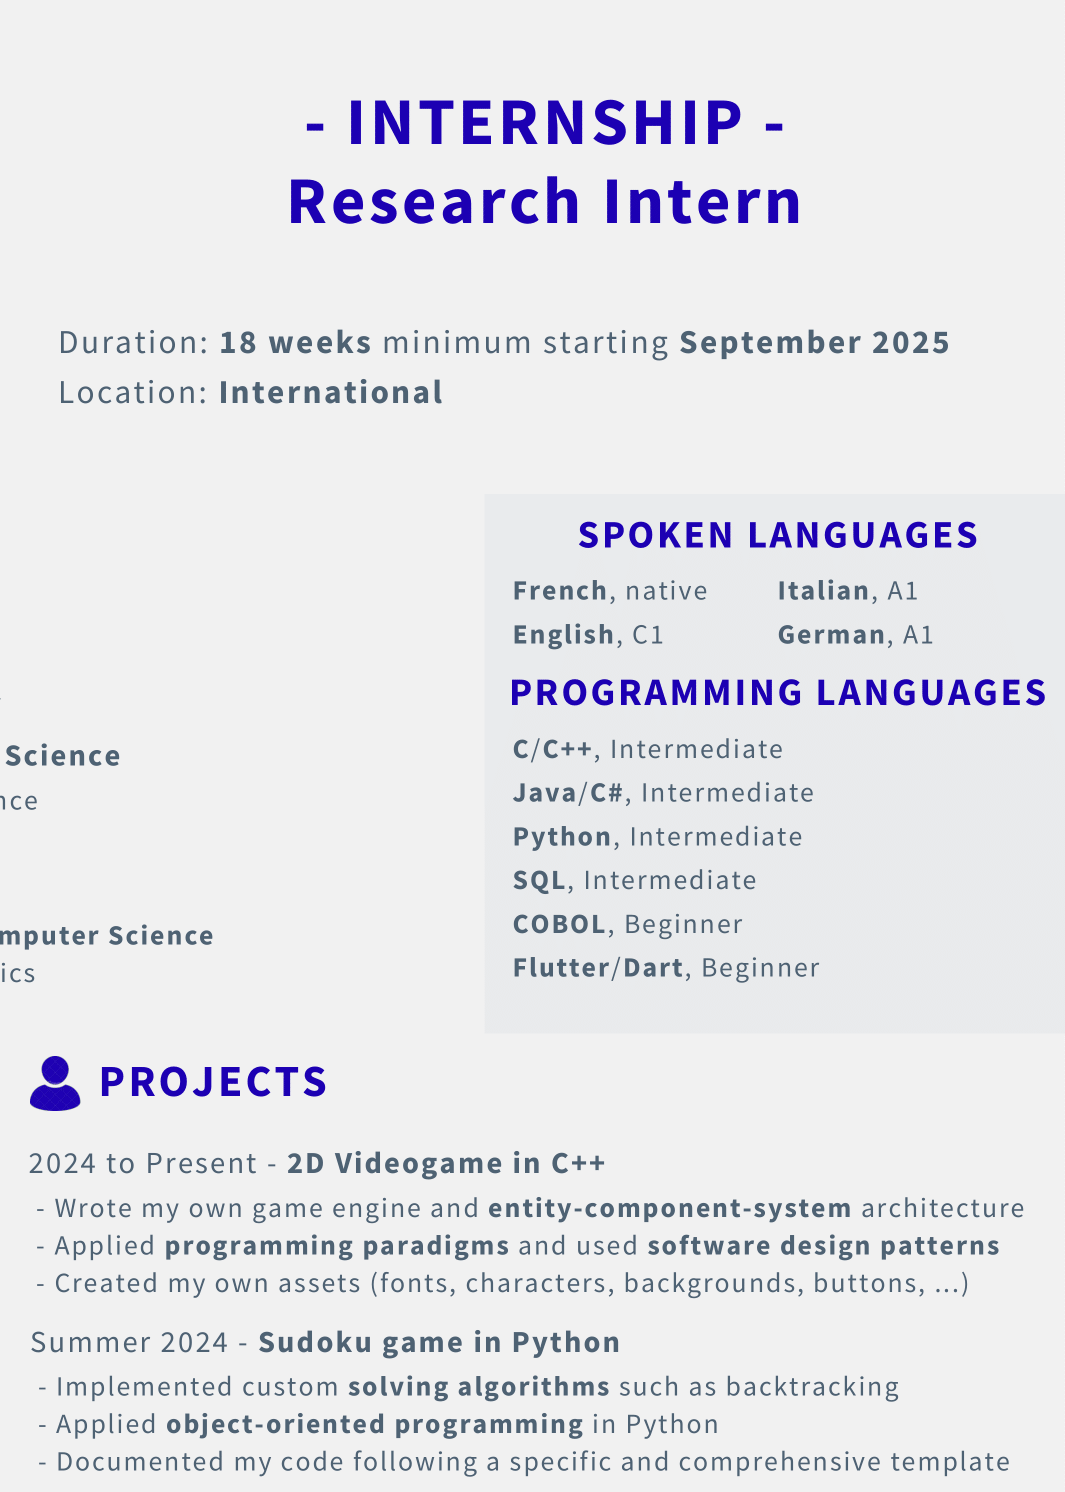 - INTERNSHIP -
Research Intern
Duration: 18 weeks minimum starting September 2025
Location: International
Science
mputer Science
SPOKEN LANGUAGES
French, native
Italian, A1
English, C1
German, A1
PROGRAMMING LANGUAGES
C/C++, Intermediate
Java/C#, Intermediate
Python, Intermediate
SQL, Intermediate
COBOL, Beginner
Flutter/Dart, Beginner
PROJECTS
2024 to Present - 2D Videogame in C++
- Wrote my own game engine and entity-component-system architecture
- Applied programming paradigms and used software design patterns
- Created my own assets (fonts, characters, backgrounds, buttons, ...)
Summer 2024 - Sudoku game in Python
- Implemented custom solving algorithms such as backtracking
- Applied object-oriented programming in Python
- Documented my code following a specific and comprehensive template